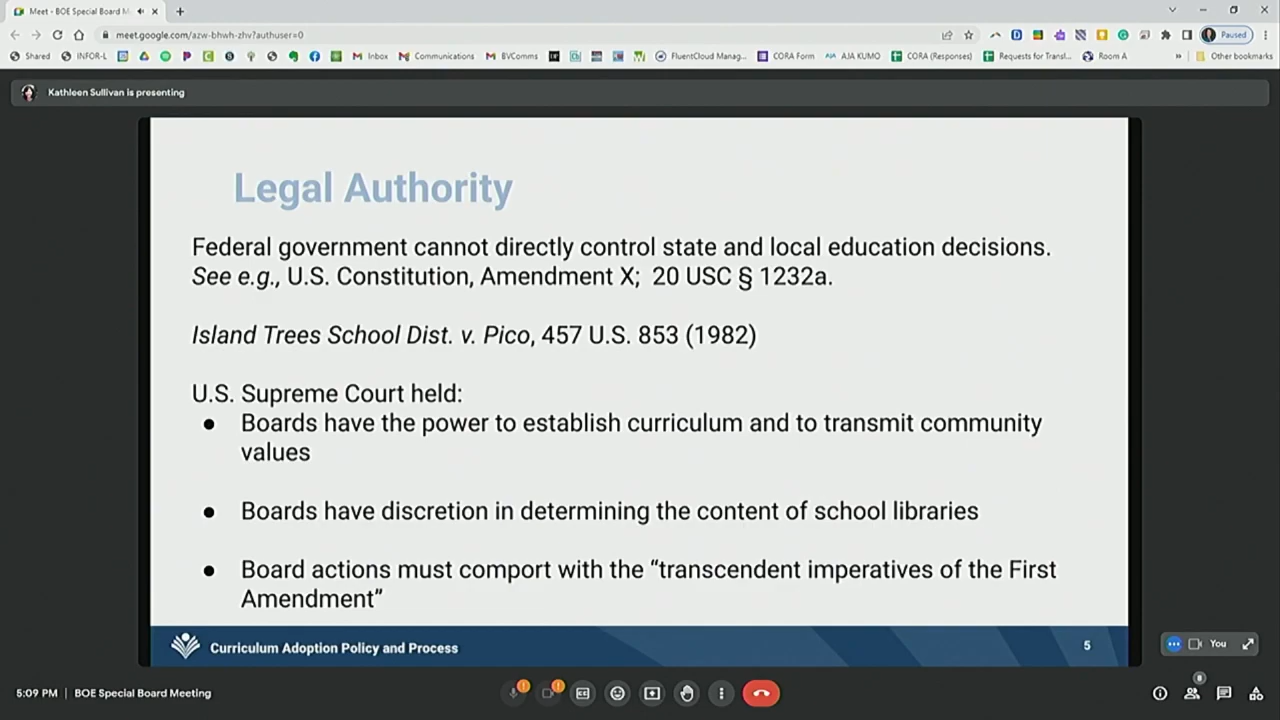 Meet - BOE Special Board M
meet.google.com/azw-bhwh-zhv?authuser=0
Paused
Shared
INFOR-L
Inbox
Communications
BVComms
FluentCloud Manag...
CORA Form
AJA KUMO
CORA (Responses)
Requests for Transl...
Room A
Other bookmarks
Kathleen Sullivan is presenting
Legal Authority
Federal government cannot directly control state and local education decisions.
See e.g., U.S. Constitution, Amendment X; 20 USC § 1232a.
Island Trees School Dist. v. Pico, 457 U.S. 853 (1982)
U.S. Supreme Court held:
● Boards have the power to establish curriculum and to transmit community
values
● Boards have discretion in determining the content of school libraries
● Board actions must comport with the “transcendent imperatives of the First
Amendment”
Curriculum Adoption Policy and Process
5
You
5:09 PM | BOE Special Board Meeting
8